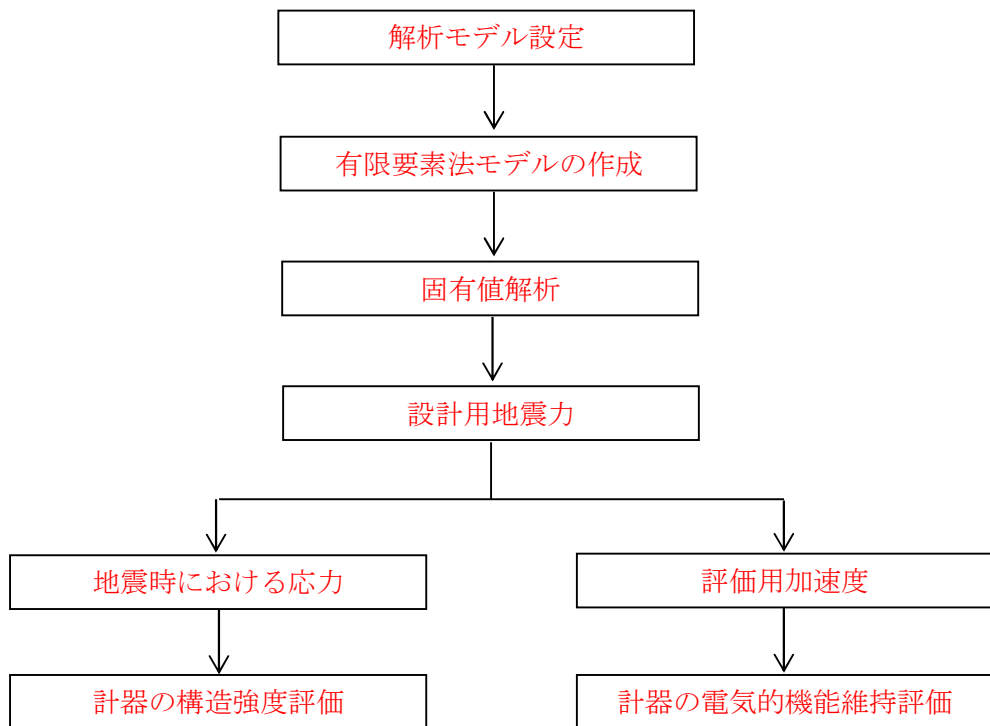 解析モデル設定
有限要素法モデルの作成
固有値解析
設計用地震力
地震時における応力
評価用加速度
計器の構造強度評価
計器の電気的機能維持評価